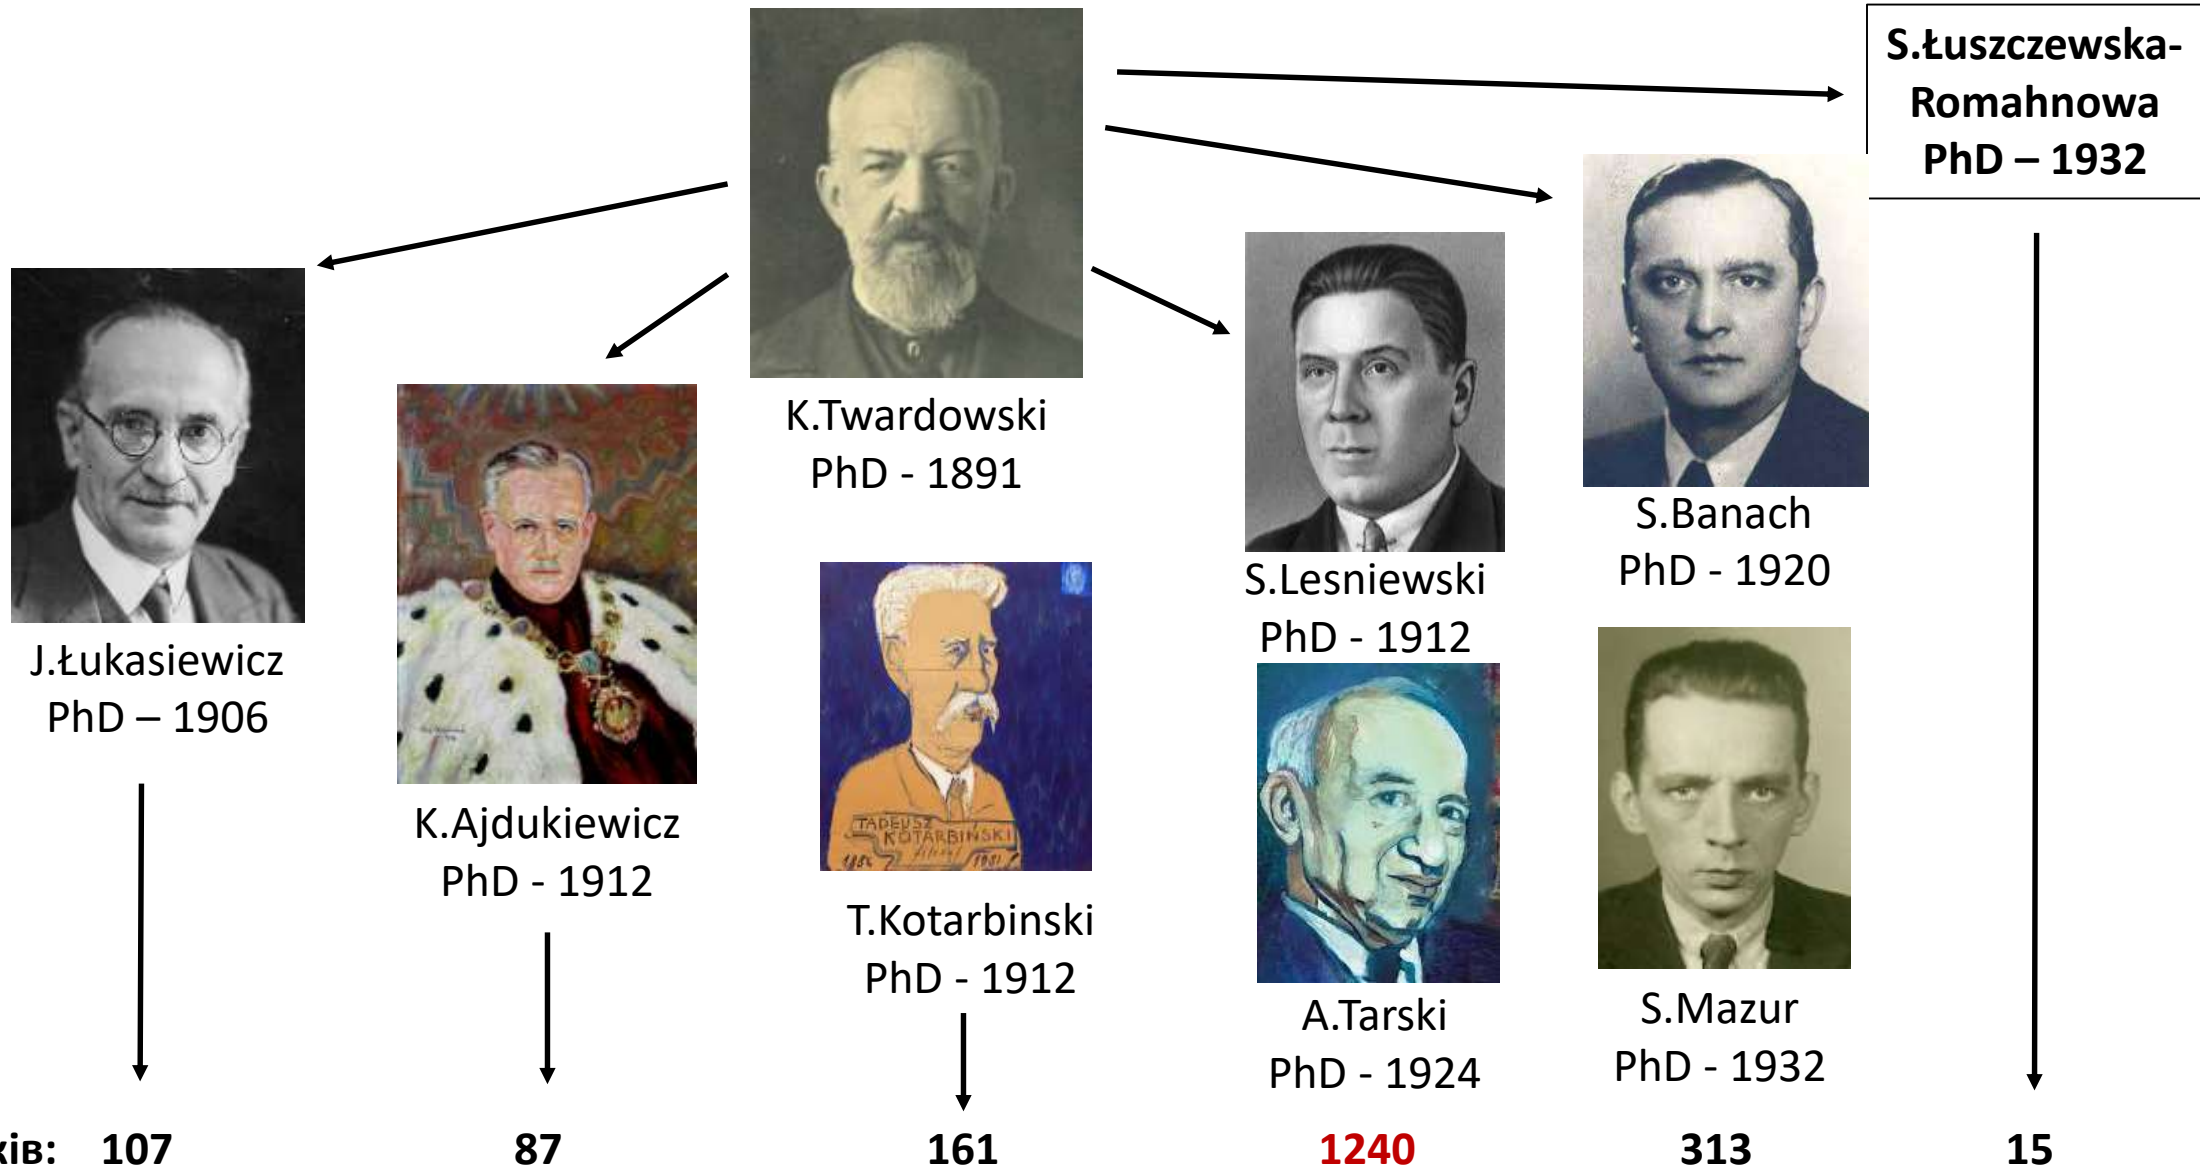 S.Łuszczewska-
Romahnowa
PhD – 1932
K.Twardowski
PhD - 1891
S.Banach
PhD - 1920
S.Lesniewski
PhD - 1912
J.Łukasiewicz
PhD – 1906
K.Ajdukiewicz
PhD - 1912
TADEUSZ
KOTARBIŃSKI
T.Kotarbinski
PhD - 1912
A.Tarski
PhD - 1924
S.Mazur
PhD - 1932
ків: 107 87 161 1240 313 15